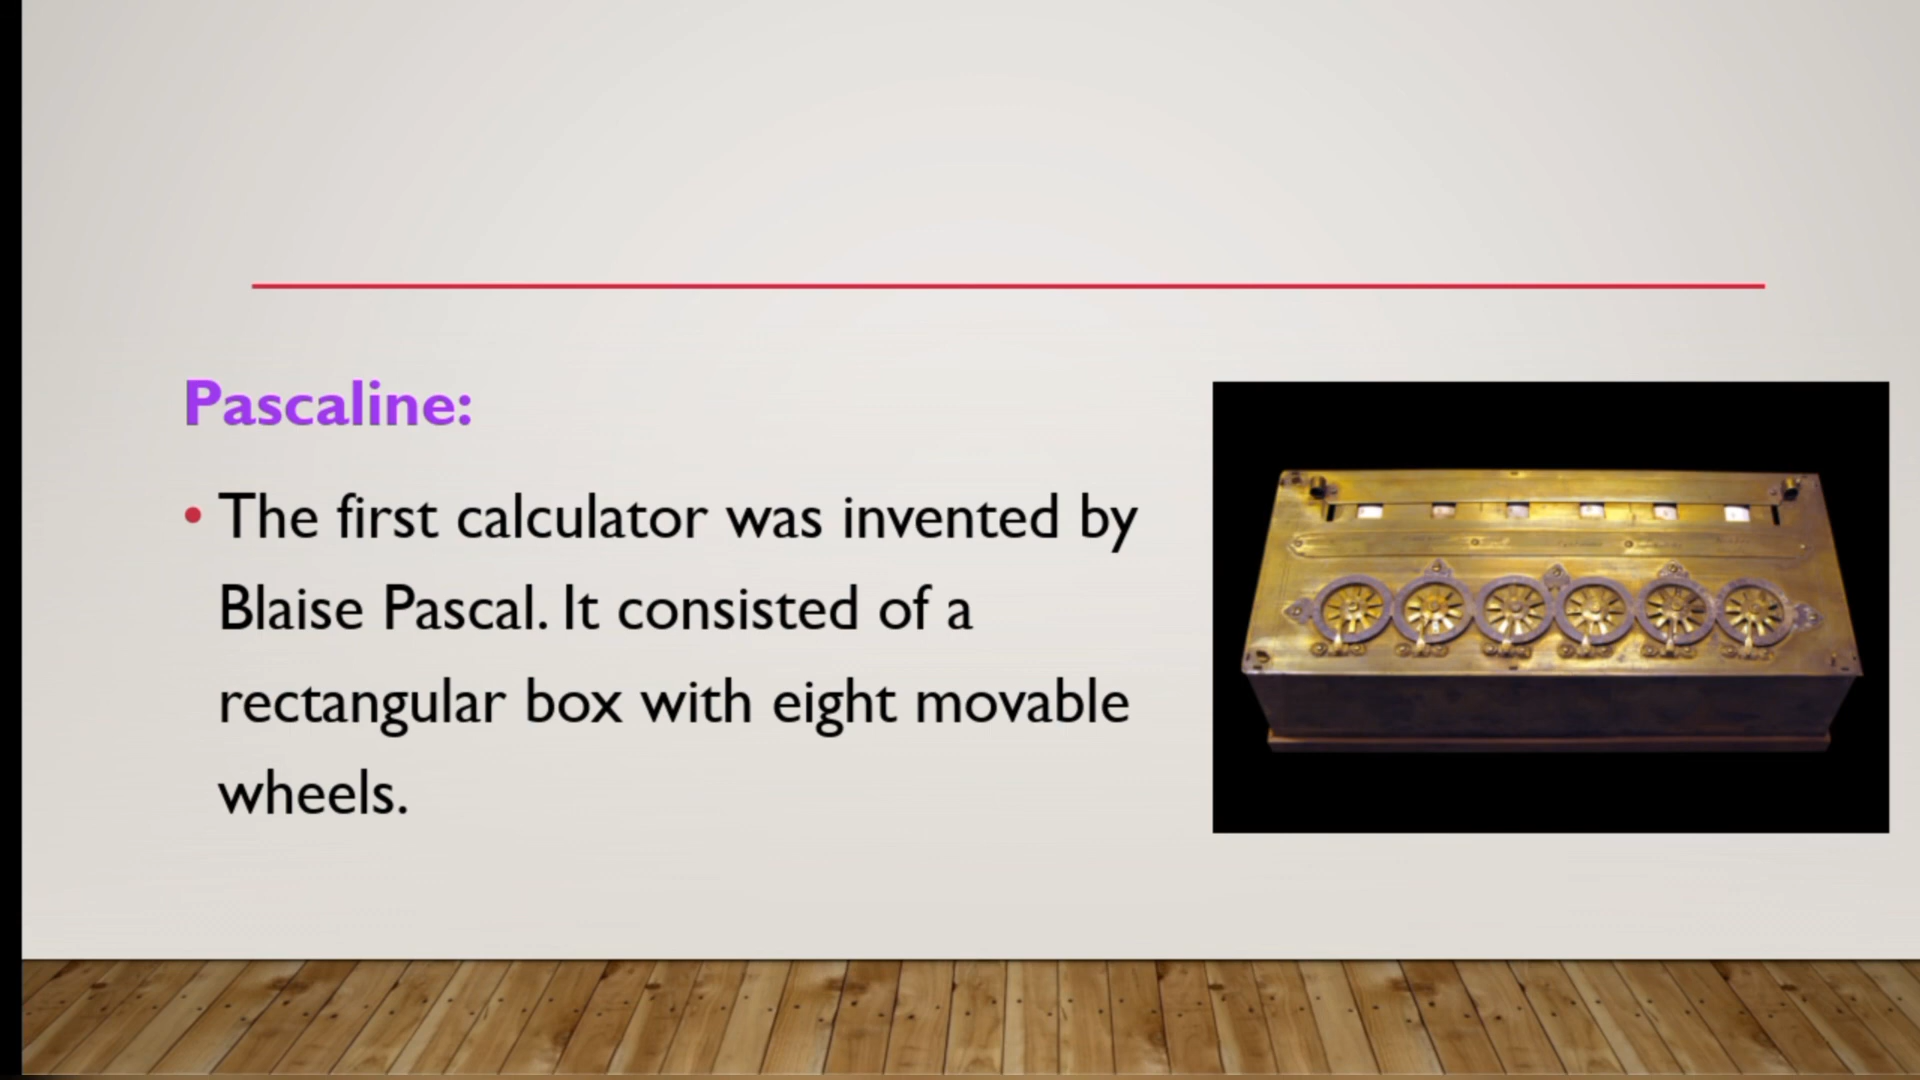 Pascaline:
• The first calculator was invented by
Blaise Pascal. It consisted of a
rectangular box with eight movable
wheels.